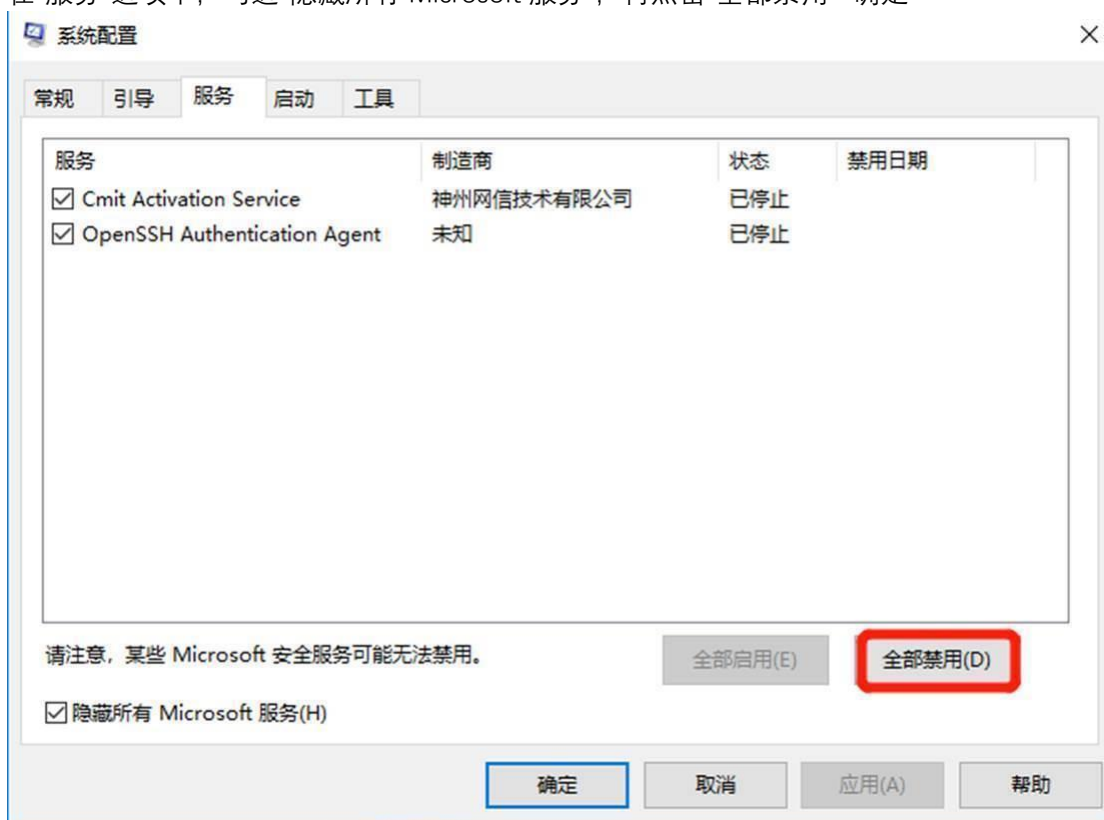 系统配置
常规 引导 服务 启动 工具
服务 制造商 状态 禁用日期
Cmit Activation Service 神州网信技术有限公司 已停止
OpenSSH Authentication Agent 未知 已停止
请注意，某些 Microsoft 安全服务可能无法禁用。 全部启用(E) 全部禁用(D)
隐藏所有 Microsoft 服务(H)
确定 取消 应用(A) 帮助